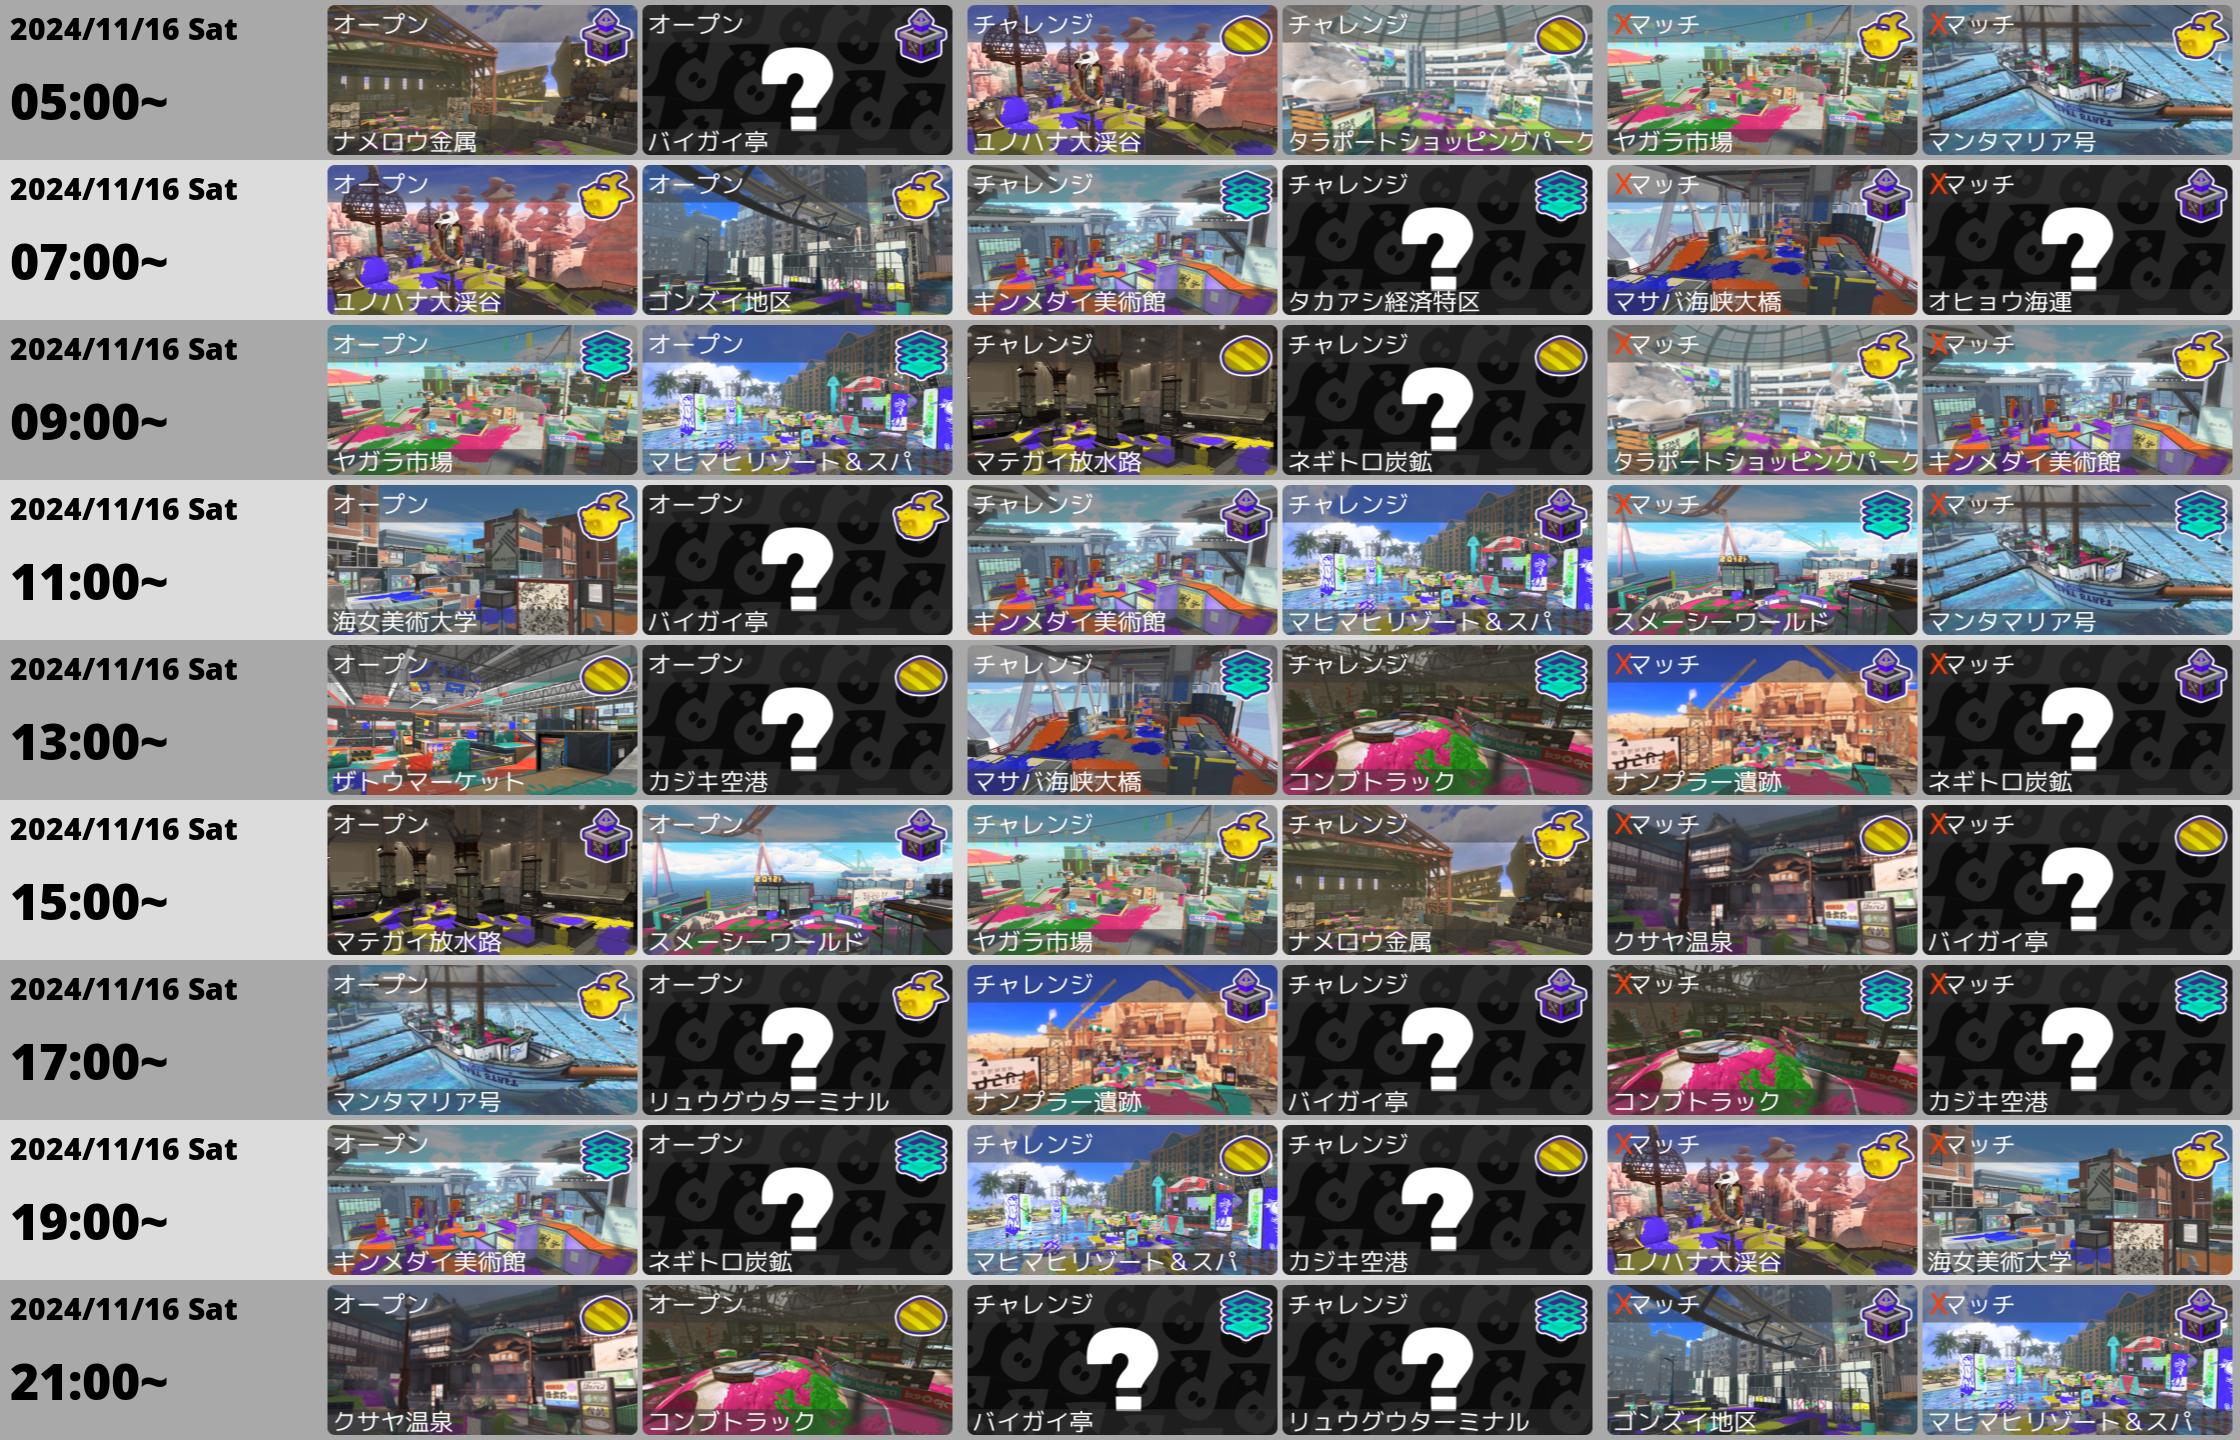 2024/11/16 Sat
05:00~
オープン
ナメロウ金属
オープン
バイガイ亭
チャレンジ
ユノハナ大渓谷
チャレンジ
タラポートショッピングパーク
Xマッチ
ヤガラ市場
Xマッチ
マンタマリア号
2024/11/16 Sat
07:00~
オープン
ユノハナ大渓谷
オープン
ゴンズイ地区
チャレンジ
キンメダイ美術館
チャレンジ
タカアシ経済特区
Xマッチ
マサバ海峡大橋
Xマッチ
オヒョウ海運
2024/11/16 Sat
09:00~
オープン
ヤガラ市場
オープン
マヒマヒリゾート&スパ
チャレンジ
マテガイ放水路
チャレンジ
ネギトロ炭鉱
Xマッチ
タラポートショッピングパーク
Xマッチ
キンメダイ美術館
2024/11/16 Sat
11:00~
オープン
海女美術大学
オープン
バイガイ亭
チャレンジ
キンメダイ美術館
チャレンジ
マヒマヒリゾート&スパ
Xマッチ
スメーシーワールド
Xマッチ
マンタマリア号
2024/11/16 Sat
13:00~
オープン
ザトウマーケット
オープン
カジキ空港
チャレンジ
マサバ海峡大橋
チャレンジ
コンブトラック
Xマッチ
ナンプラー遺跡
Xマッチ
ネギトロ炭鉱
2024/11/16 Sat
15:00~
オープン
マテガイ放水路
オープン
スメーシーワールド
チャレンジ
ヤガラ市場
チャレンジ
ナメロウ金属
Xマッチ
クサヤ温泉
Xマッチ
バイガイ亭
2024/11/16 Sat
17:00~
オープン
マンタマリア号
オープン
リュウグウターミナル
チャレンジ
ナンプラー遺跡
チャレンジ
バイガイ亭
Xマッチ
コンブトラック
Xマッチ
カジキ空港
2024/11/16 Sat
19:00~
オープン
キンメダイ美術館
オープン
ネギトロ炭鉱
チャレンジ
マヒマヒリゾート&スパ
チャレンジ
カジキ空港
Xマッチ
ユノハナ大渓谷
Xマッチ
海女美術大学
2024/11/16 Sat
21:00~
オープン
クサヤ温泉
オープン
コンブトラック
チャレンジ
バイガイ亭
チャレンジ
リュウグウターミナル
Xマッチ
ゴンズイ地区
Xマッチ
マヒマヒリゾート&スパ